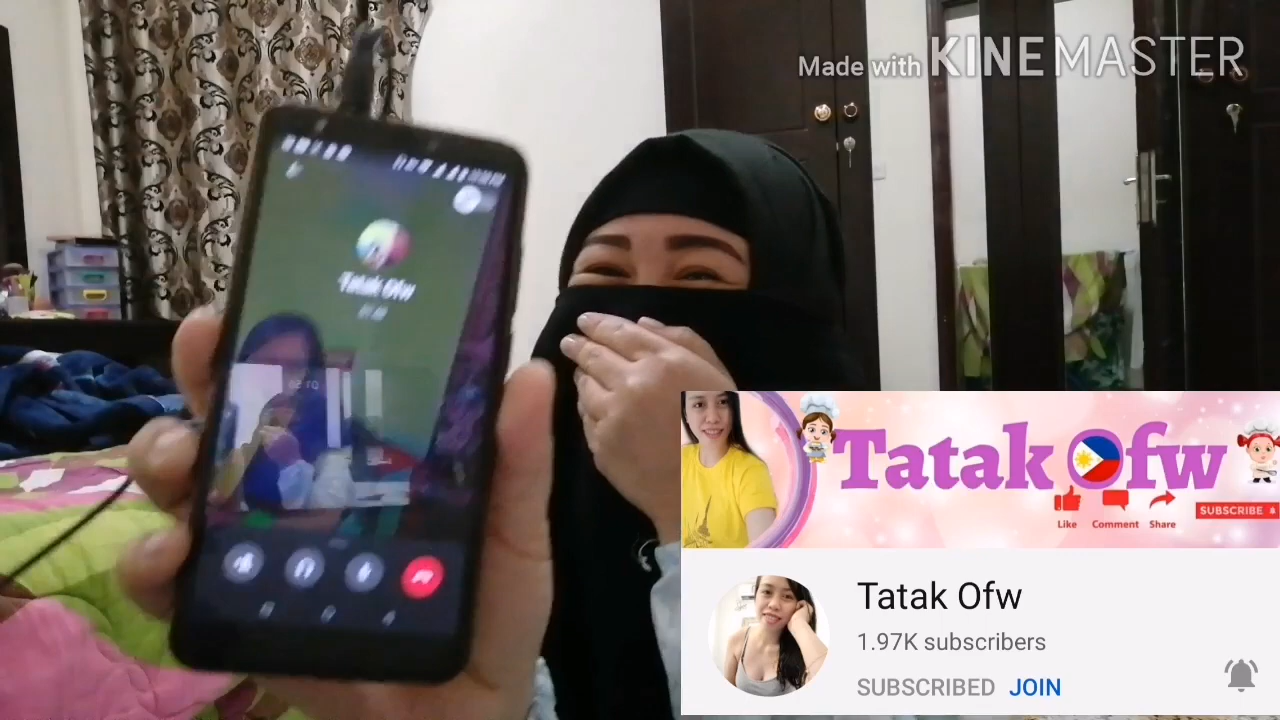 Made with KINEMASTER
Tatak Ofw
Tatak Ofw
Like Comment Share
SUBSCRIBE
Tatak Ofw
1.97K subscribers
SUBSCRIBED JOIN